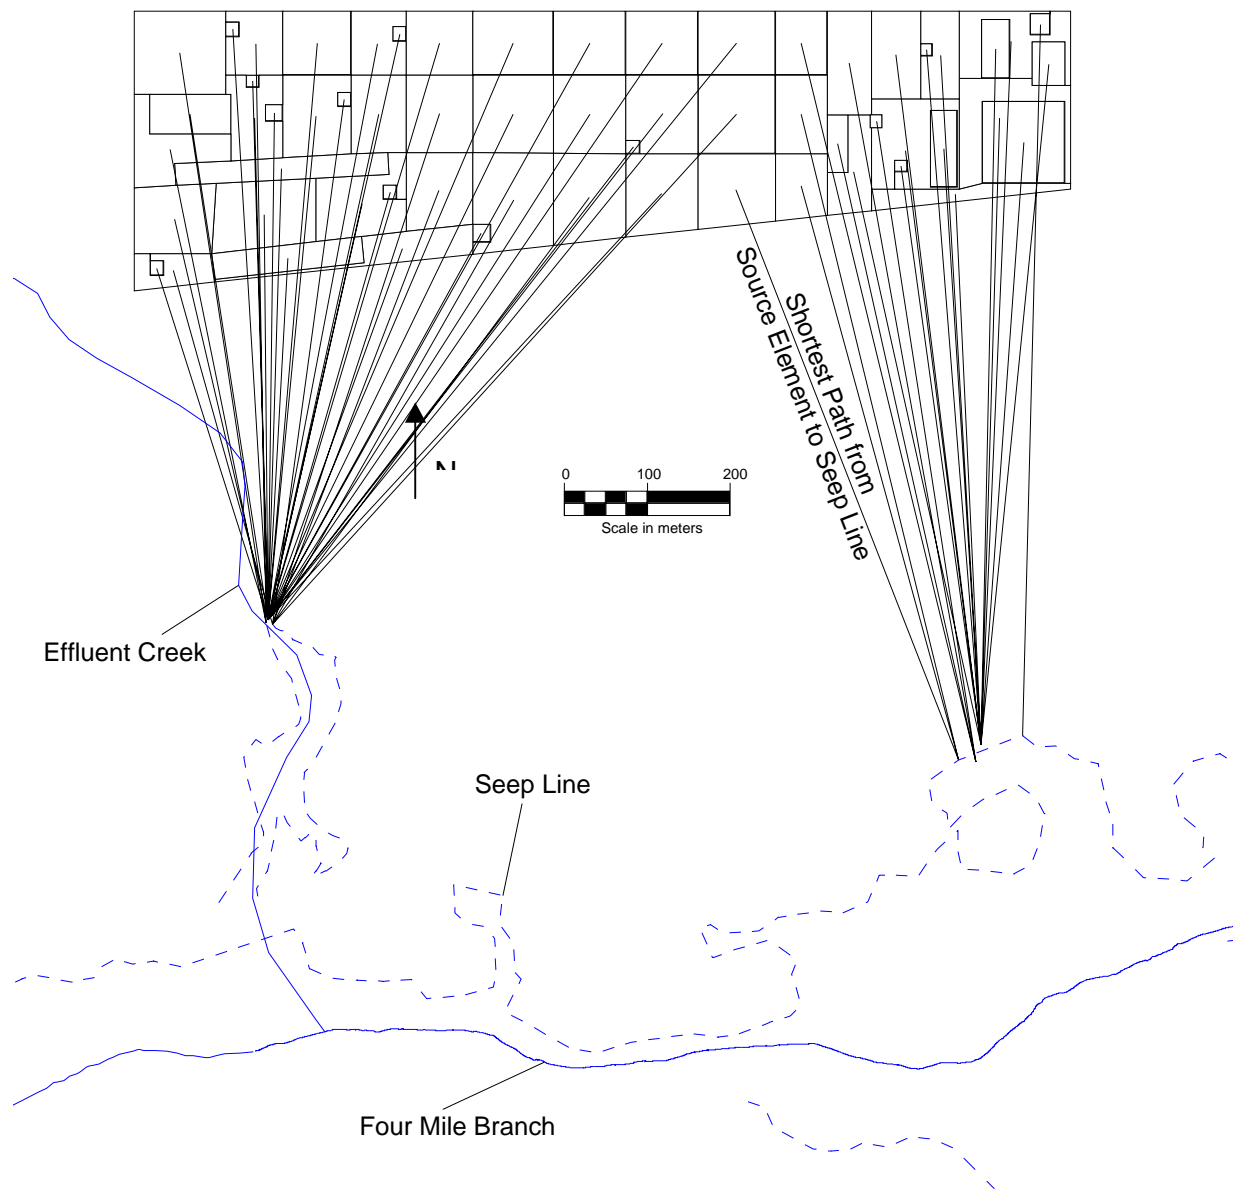 Shortest Path from
Source Element to Seep Line
N
0 100 200
Scale in meters
Effluent Creek
Seep Line
Four Mile Branch